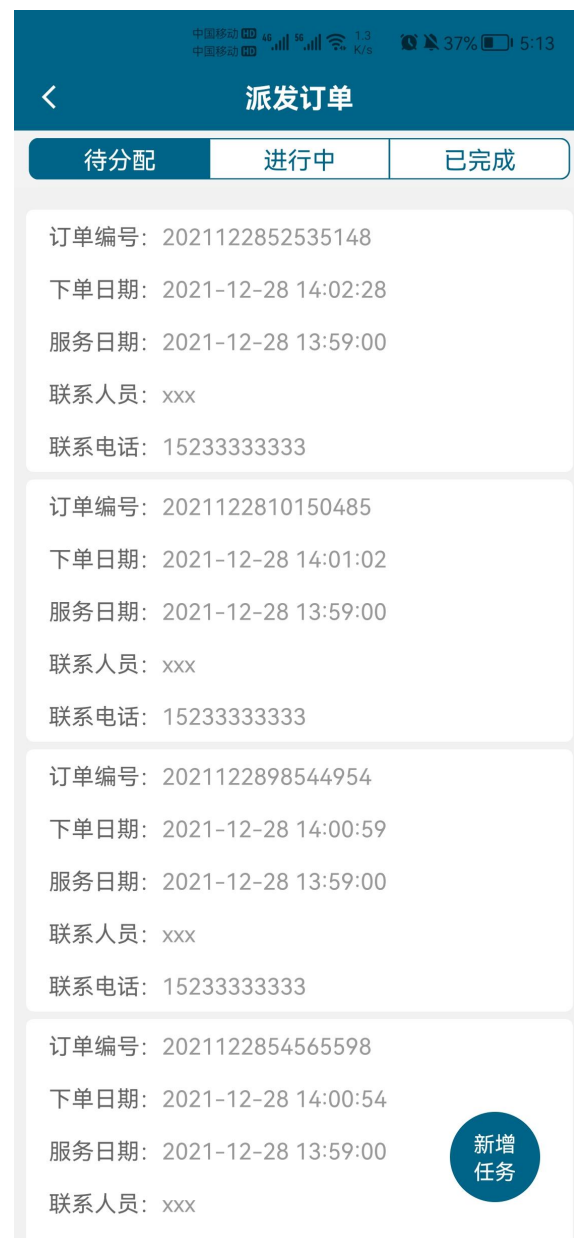 中国移动 HD 4G 5G 1.3 37% 5:13
中国移动 HD K/s
派发订单
待分配 进行中 已完成
订单编号: 2021122852535148
下单日期: 2021-12-28 14:02:28
服务日期: 2021-12-28 13:59:00
联系人员: xxx
联系电话: 15233333333
订单编号: 2021122810150485
下单日期: 2021-12-28 14:01:02
服务日期: 2021-12-28 13:59:00
联系人员: xxx
联系电话: 15233333333
订单编号: 2021122898544954
下单日期: 2021-12-28 14:00:59
服务日期: 2021-12-28 13:59:00
联系人员: xxx
联系电话: 15233333333
订单编号: 2021122854565598
下单日期: 2021-12-28 14:00:54
服务日期: 2021-12-28 13:59:00
联系人员: xxx
新增
任务